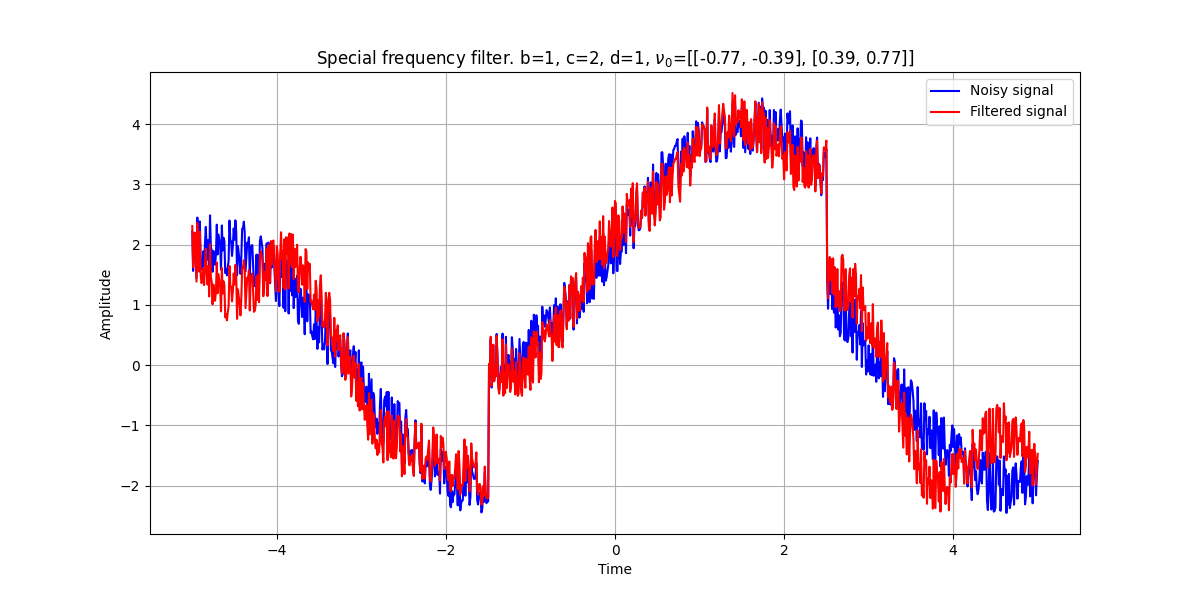 Special frequency filter. b=1, c=2, d=1, ν₀=[[-0.77, -0.39], [0.39, 0.77]]
Noisy signal
Filtered signal
Amplitude
4
3
2
1
0
−1
−2
−4
−2
0
2
4
Time